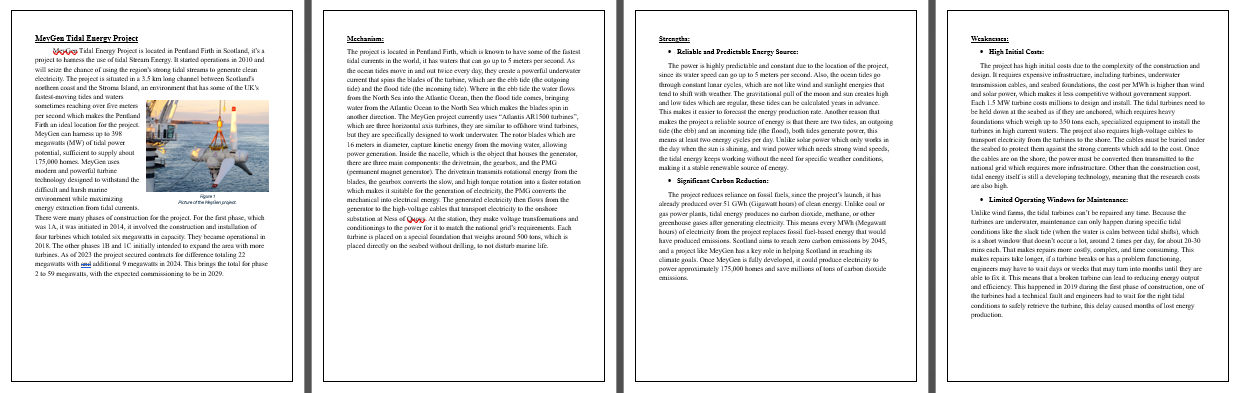 MeyGen Tidal Energy Project
MeyGen Tidal Energy Project is located in Pentland Firth in Scotland, it's a
project to harness the use of tidal Stream Energy. It started operations in 2010 and
will seize the chance of using the region's strong tidal streams to generate clean
electricity. The project is situated in a 3.5 km long channel between Scotland's
northern coast and the Stroma Island, an environment that has some of the UK's
fastest-moving tides and waters
sometimes reaching over five meters
per second which makes the Pentland
Firth an ideal location for the project.
MeyGen can harness up to 398
megawatts (MW) of tidal power
potential, sufficient to supply about
175,000 homes. MeyGen uses
modern and powerful turbine
technology designed to withstand the
difficult and harsh marine
environment while maximizing
energy extraction from tidal currents.
Figure 1
Picture of the MeyGen project.
There were many phases of construction for the project. For the first phase, which
was 1A, it was initiated in 2014, it involved the construction and installation of
four turbines which totaled six megawatts in capacity. They became operational in
2018. The other phases 1B and 1C initially intended to expand the area with more
turbines. As of 2023 the project secured contracts for difference totaling 22
megawatts with and additional 9 megawatts in 2024. This brings the total for phase
2 to 59 megawatts, with the expected commissioning to be in 2029.
Mechanism:
The project is located in Pentland Firth, which is known to have some of the fastest
tidal currents in the world, it has waters that can go up to 5 meters per second. As
the ocean tides move in and out twice every day, they create a powerful underwater
current that spins the blades of the turbine, which are the ebb tide (the outgoing
tide) and the flood tide (the incoming tide). Where in the ebb tide the water flows
from the North Sea into the Atlantic Ocean, then the flood tide comes, bringing
water from the Atlantic Ocean to the North Sea which makes the blades spin in
another direction. The MeyGen project currently uses "Atlantis AR1500 turbines",
which are three horizontal axis turbines, they are similar to offshore wind turbines,
but they are specifically designed to work underwater. The rotor blades which are
16 meters in diameter, capture kinetic energy from the moving water, allowing
power generation. Inside the nacelle, which is the object that houses the generator,
there are three main components: the drivetrain, the gearbox, and the PMG
(permanent magnet generator). The drivetrain transmits rotational energy from the
blades, the gearbox converts the slow, and high torque rotation into a faster rotation
which makes it suitable for the generation of electricity, the PMG converts the
mechanical into electrical energy. The generated electricity then flows from the
generator to the high-voltage cables that transport electricity to the onshore
substation at Ness of Quoys. At the station, they make voltage transformations and
conditionings to the power for it to match the national grid's requirements. Each
turbine is placed on a special foundation that weighs around 500 tons, which is
placed directly on the seabed without drilling, to not disturb marine life.
Strengths:
• Reliable and Predictable Energy Source:
The power is highly predictable and constant due to the location of the project,
since its water speed can go up to 5 meters per second. Also, the ocean tides go
through constant lunar cycles, which are not like wind and sunlight energies that
tend to shift with weather. The gravitational pull of the moon and sun creates high
and low tides which are regular, these tides can be calculated years in advance.
This makes it easier to forecast the energy production rate. Another reason that
makes the project a reliable source of energy is that there are two tides, an outgoing
tide (the ebb) and an incoming tide (the flood), both tides generate power, this
means at least two energy cycles per day. Unlike solar power which only works in
the day when the sun is shining, and wind power which needs strong wind speeds,
the tidal energy keeps working without the need for specific weather conditions,
making it a stable renewable source of energy.
• Significant Carbon Reduction:
The project reduces reliance on fossil fuels, since the project's launch, it has
already produced over 51 GWh (Gigawatt hours) of clean energy. Unlike coal or
gas power plants, tidal energy produces no carbon dioxide, methane, or other
greenhouse gases after generating electricity. This means every MWh (Megawatt
hours) of electricity from the project replaces fossil fuel-based energy that would
have produced emissions. Scotland aims to reach zero carbon emissions by 2045,
and a project like MeyGen has a key role in helping Scotland in reaching its
climate goals. Once MeyGen is fully developed, it could produce electricity to
power approximately 175,000 homes and save millions of tons of carbon dioxide
emissions.
Weaknesses:
• High Initial Costs:
The project has high initial costs due to the complexity of the construction and
design. It requires expensive infrastructure, including turbines, underwater
transmission cables, and seabed foundations, the cost per MWh is higher than wind
and solar power, which makes it less competitive without government support.
Each 1.5 MW turbine costs millions to design and install. The tidal turbines need to
be held down at the seabed as if they are anchored, which requires heavy
foundations which weigh up to 350 tons each, specialized equipment to install the
turbines in high current waters. The project also requires high-voltage cables to
transport electricity from the turbines to the shore. The cables must be buried under
the seabed to protect them against the strong currents which add to the cost. Once
the cables are on the shore, the power must be converted then transmitted to the
national grid which requires more infrastructure. Other than the construction cost,
tidal energy itself is still a developing technology, meaning that the research costs
are also high.
• Limited Operating Windows for Maintenance:
Unlike wind farms, the tidal turbines can't be repaired any time. Because the
turbines are underwater, maintenance can only happen during specific tidal
conditions like the slack tide (when the water is calm between tidal shifts), which
is a short window that doesn't occur a lot, around 2 times per day, for about 20-30
mins each. That makes repairs more costly, complex, and time consuming. This
makes repairs take longer, if a turbine breaks or has a problem functioning,
engineers may have to wait for days or weeks that may turn into months until they are
able to fix it. This means that a broken turbine can lead to reducing energy output
and efficiency. This happened in 2019 during the first phase of construction, one of
the turbines had a technical fault and engineers had to wait for the right tidal
conditions to safely retrieve the turbine, this delay caused months of lost energy
production.